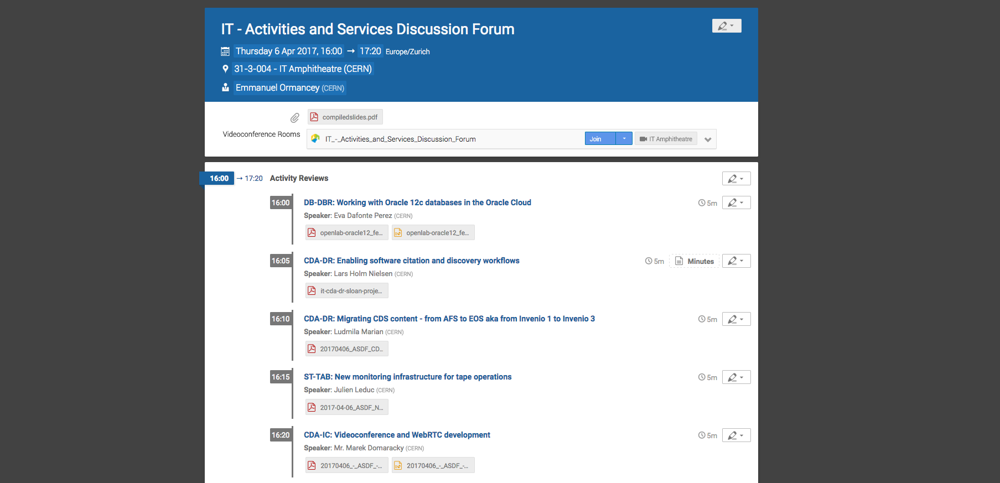 IT - Activities and Services Discussion Forum
Thursday 6 Apr 2017, 16:00 → 17:20 Europe/Zurich
31-3-004 - IT Amphitheatre (CERN)
Emmanuel Ormancey (CERN)
compiledslides.pdf
Videoconference Rooms
IT_-_Activities_and_Services_Discussion_Forum Join IT Amphitheatre
16:00 → 17:20 Activity Reviews
16:00 DB-DBR: Working with Oracle 12c databases in the Oracle Cloud 5m
Speaker: Eva Dafonte Perez (CERN)
openlab-oracle12_fe... openlab-oracle12_fe...
16:05 CDA-DR: Enabling software citation and discovery workflows 5m Minutes
Speaker: Lars Holm Nielsen (CERN)
it-cda-dr-sloan-proje...
16:10 CDA-DR: Migrating CDS content - from AFS to EOS aka from Invenio 1 to Invenio 3 5m
Speaker: Ludmila Marian (CERN)
20170406_ASDF_CD...
16:15 ST-TAB: New monitoring infrastructure for tape operations 5m
Speaker: Julien Leduc (CERN)
2017-04-06_ASDF_N...
16:20 CDA-IC: Videoconference and WebRTC development 5m
Speaker: Mr. Marek Domaracky (CERN)
20170406_-_ASDF_-... 20170406_-_ASDF_-...